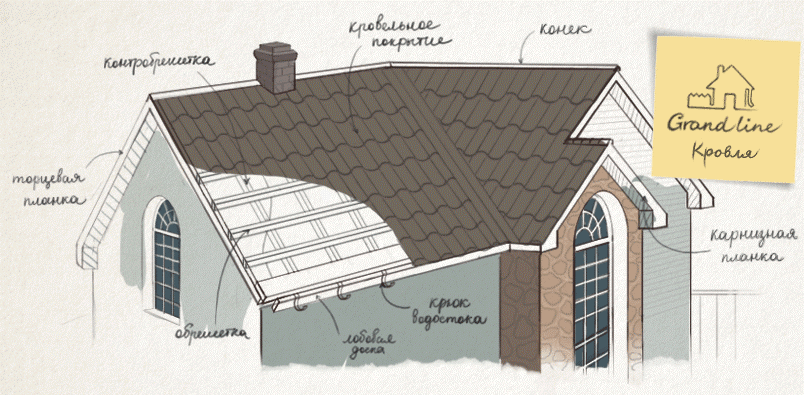 кровельное
покрытие
конек
контробрешетка
Grand line
Кровля
торцевая
планка
карнизная
планка
крюк
водостока
обрешетка
лобовая
доска